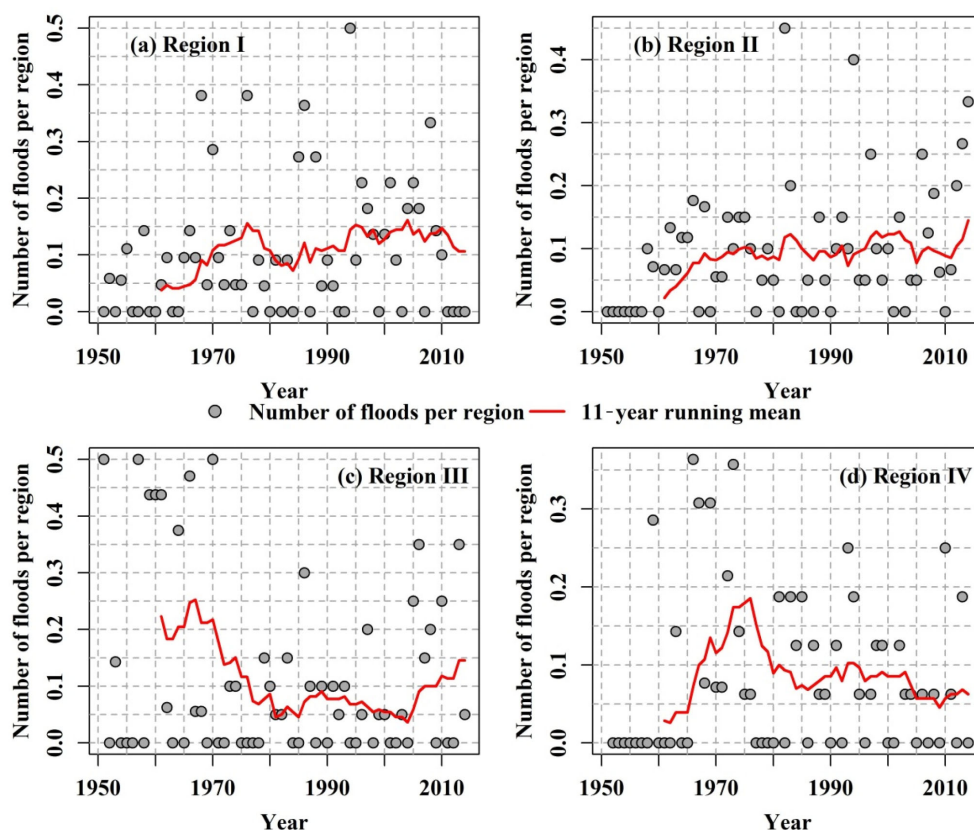 (a) Region I
Number of floods per region
0.0 0.1 0.2 0.3 0.4 0.5
1950 1970 1990 2010
Year
(b) Region II
Number of floods per region
0.0 0.1 0.2 0.3 0.4
1950 1970 1990 2010
Year
Number of floods per region 11-year running mean
(c) Region III
Number of floods per region
0.0 0.1 0.2 0.3 0.4 0.5
1950 1970 1990 2010
Year
(d) Region IV
Number of floods per region
0.0 0.1 0.2 0.3
1950 1970 1990 2010
Year